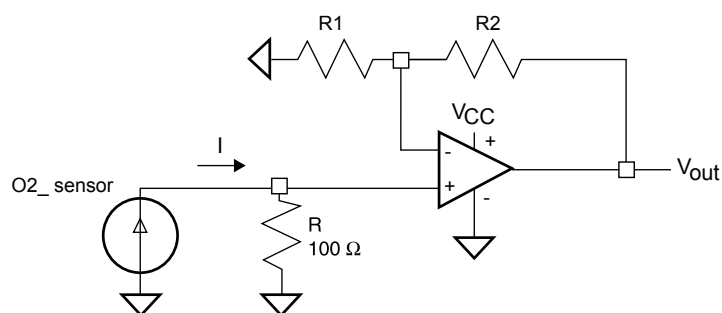 R1
R2
VCC
+
-
I
Vout
O2_ sensor
+
-
R
100 Ω